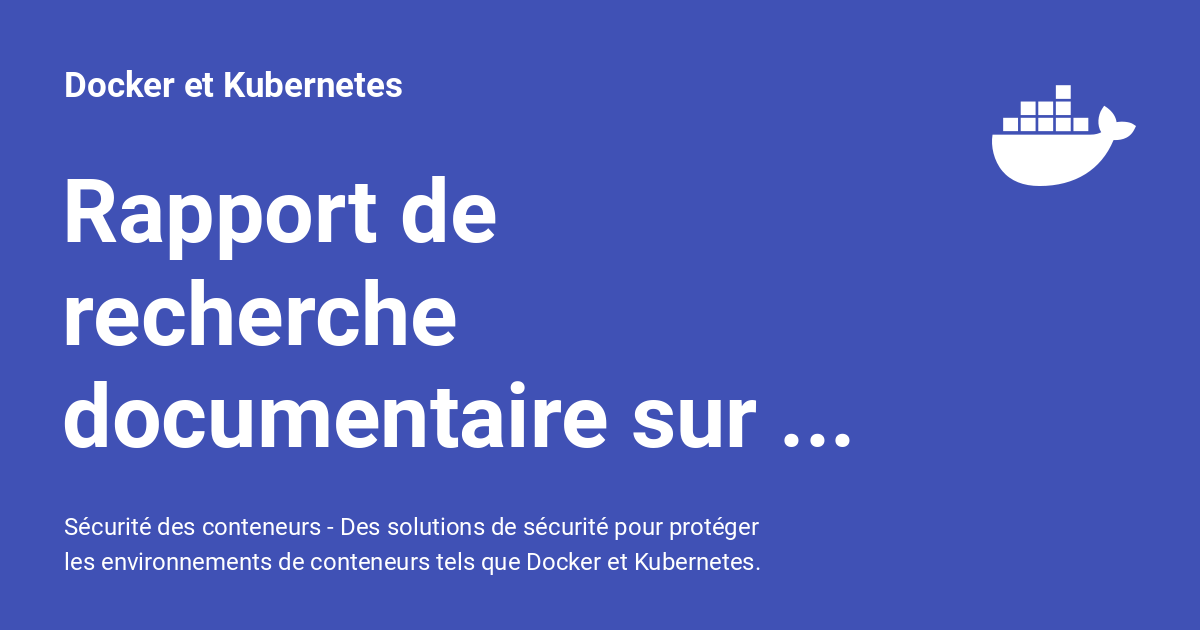 Docker et Kubernetes
Rapport de
recherche
documentaire sur ...
Sécurité des conteneurs - Des solutions de sécurité pour protéger
les environnements de conteneurs tels que Docker et Kubernetes.